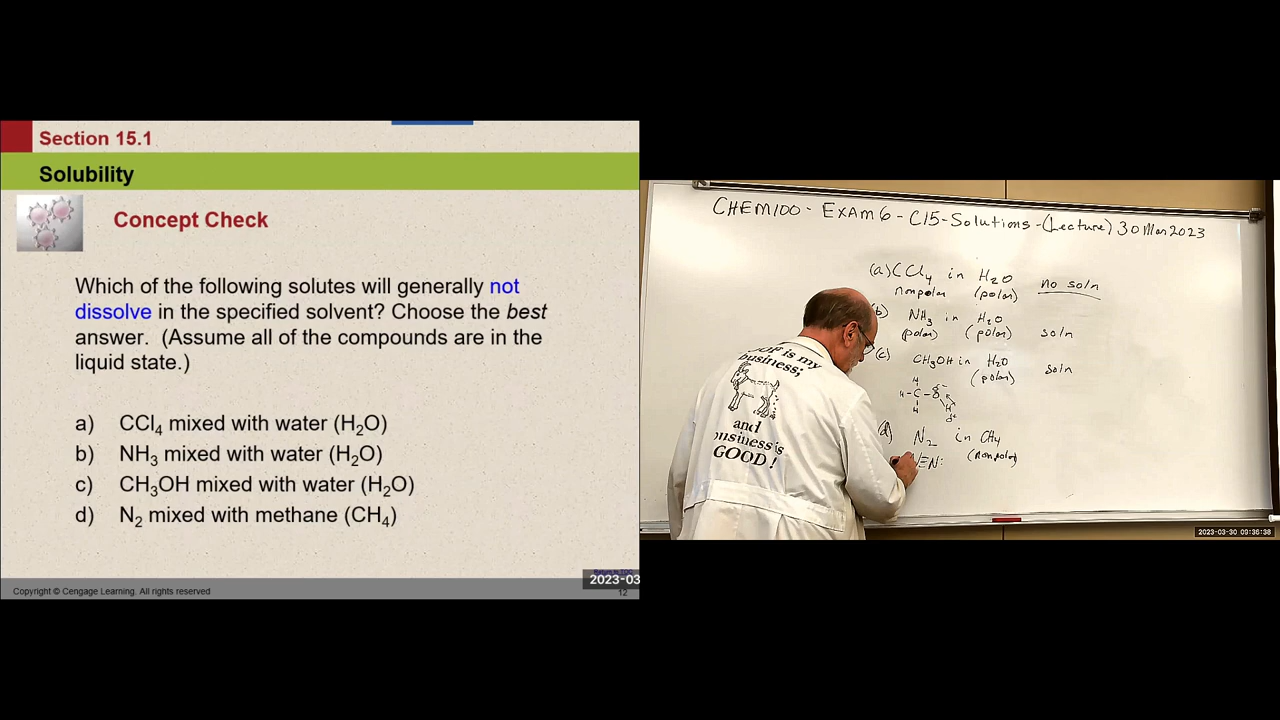 Section 15.1
Solubility
Concept Check
Which of the following solutes will generally not
dissolve in the specified solvent? Choose the best
answer. (Assume all of the compounds are in the
liquid state.)
a) CCl₄ mixed with water (H₂O)
b) NH₃ mixed with water (H₂O)
c) CH₃OH mixed with water (H₂O)
d) N₂ mixed with methane (CH₄)
2023-03
Copyright © Cengage Learning. All rights reserved
12
CHEM100 - EXAM 6 - C15 - Solutions - (Lecture) 30 Mar 2023
(a) CCl₄ in H₂O no soln
nonpolar (polar)
b) NH₃ in H₂O
(polar) (polar) soln
(c) CH₃OH in H₂O soln
(polar)
H
H-C-
H
(d) N₂ in CH₄
(nonpolar)
≡N:
is my
business;
and
business is
GOOD!
2023-03-30 09:36:38